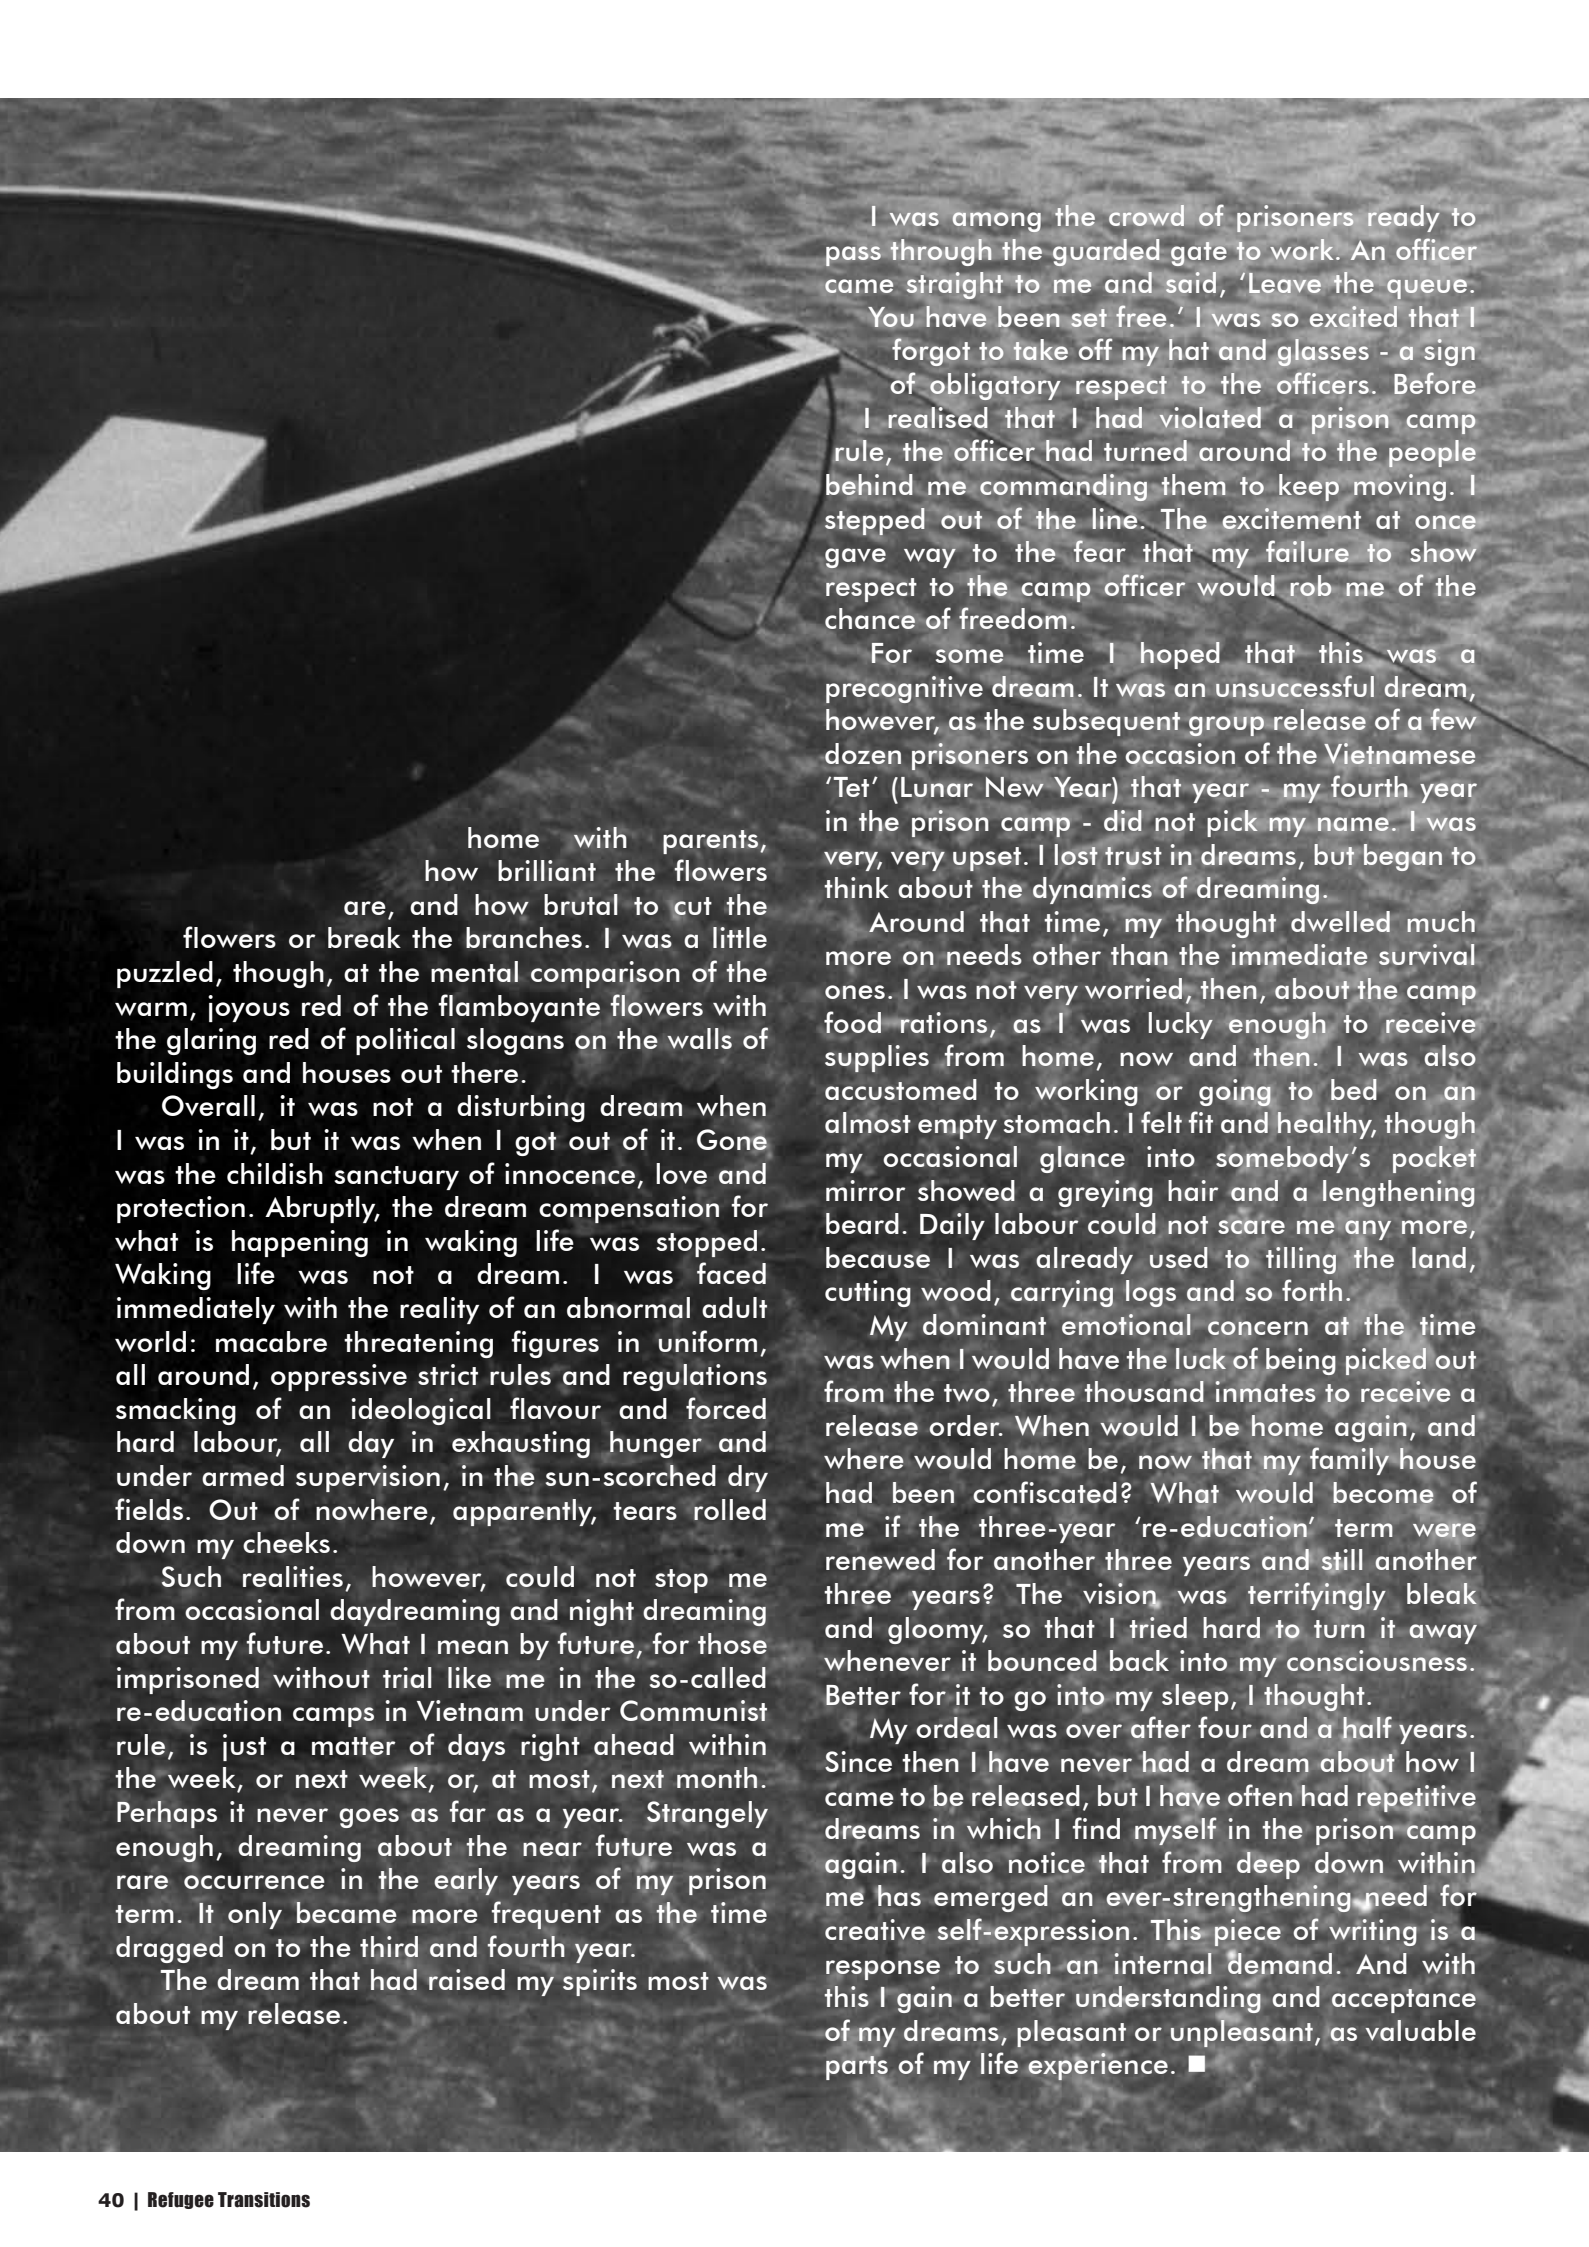 home with parents,
how brilliant the flowers
are, and how brutal to cut the
flowers or break the branches. I was a little
puzzled, though, at the mental comparison of the
warm, joyous red of the flamboyante flowers with
the glaring red of political slogans on the walls of
buildings and houses out there.
Overall, it was not a disturbing dream when
I was in it, but it was when I got out of it. Gone
was the childish sanctuary of innocence, love and
protection. Abruptly, the dream compensation for
what is happening in waking life was stopped.
Waking life was not a dream. I was faced
immediately with the reality of an abnormal adult
world: macabre threatening figures in uniform,
all around, oppressive strict rules and regulations
smacking of an ideological flavour and forced
hard labour, all day in exhausting hunger and
under armed supervision, in the sun-scorched dry
fields. Out of nowhere, apparently, tears rolled
down my cheeks.
Such realities, however, could not stop me
from occasional daydreaming and night dreaming
about my future. What I mean by future, for those
imprisoned without trial like me in the so-called
re-education camps in Vietnam under Communist
rule, is just a matter of days right ahead within
the week, or next week, or, at most, next month.
Perhaps it never goes as far as a year. Strangely
enough, dreaming about the near future was a
rare occurrence in the early years of my prison
term. It only became more frequent as the time
dragged on to the third and fourth year.
The dream that had raised my spirits most was
about my release.
I was among the crowd of prisoners ready to
pass through the guarded gate to work. An officer
came straight to me and said, ‘Leave the queue.
You have been set free.’ I was so excited that I
forgot to take off my hat and glasses - a sign
of obligatory respect to the officers. Before
I realised that I had violated a prison camp
rule, the officer had turned around to the people
behind me commanding them to keep moving. I
stepped out of the line. The excitement at once
gave way to the fear that my failure to show
respect to the camp officer would rob me of the
chance of freedom.
For some time I hoped that this was a
precognitive dream. It was an unsuccessful dream,
however, as the subsequent group release of a few
dozen prisoners on the occasion of the Vietnamese
‘Tet’ (Lunar New Year) that year - my fourth year
in the prison camp - did not pick my name. I was
very, very upset. I lost trust in dreams, but began to
think about the dynamics of dreaming.
Around that time, my thought dwelled much
more on needs other than the immediate survival
ones. I was not very worried, then, about the camp
food rations, as I was lucky enough to receive
supplies from home, now and then. I was also
accustomed to working or going to bed on an
almost empty stomach. I felt fit and healthy, though
my occasional glance into somebody’s pocket
mirror showed a greying hair and a lengthening
beard. Daily labour could not scare me any more,
because I was already used to tilling the land,
cutting wood, carrying logs and so forth.
My dominant emotional concern at the time
was when I would have the luck of being picked out
from the two, three thousand inmates to receive a
release order. When would I be home again, and
where would home be, now that my family house
had been confiscated? What would become of
me if the three-year ‘re-education’ term were
renewed for another three years and still another
three years? The vision was terrifyingly bleak
and gloomy, so that I tried hard to turn it away
whenever it bounced back into my consciousness.
Better for it to go into my sleep, I thought.
My ordeal was over after four and a half years.
Since then I have never had a dream about how I
came to be released, but I have often had repetitive
dreams in which I find myself in the prison camp
again. I also notice that from deep down within
me has emerged an ever-strengthening need for
creative self-expression. This piece of writing is a
response to such an internal demand. And with
this I gain a better understanding and acceptance
of my dreams, pleasant or unpleasant, as valuable
parts of my life experience. ■
40 | Refugee Transitions